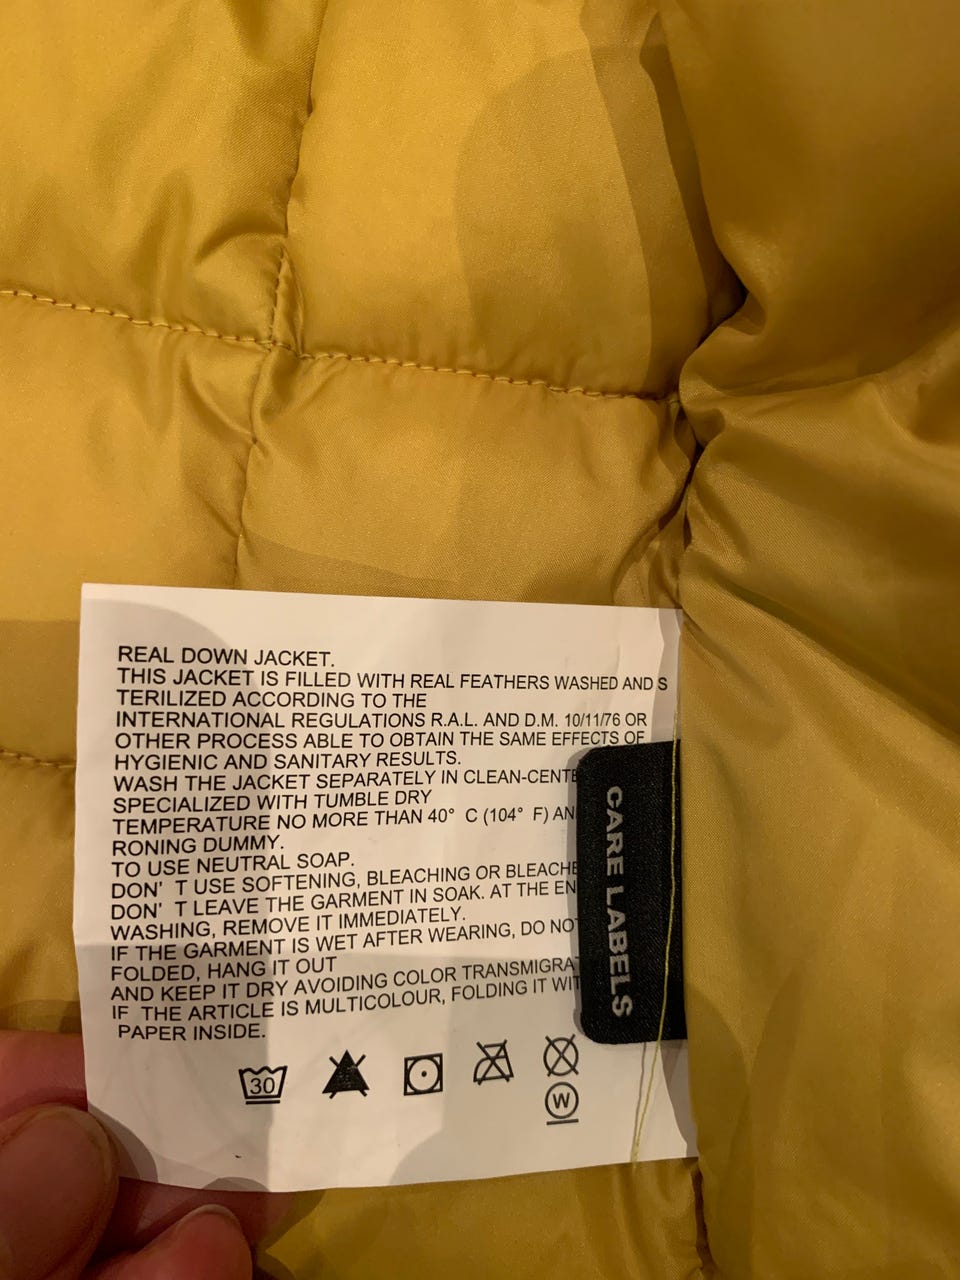 REAL DOWN JACKET.
THIS JACKET IS FILLED WITH REAL FEATHERS WASHED AND S
TERILIZED ACCORDING TO THE
INTERNATIONAL REGULATIONS R.A.L. AND D.M. 10/11/76 OR
OTHER PROCESS ABLE TO OBTAIN THE SAME EFFECTS OF
HYGIENIC AND SANITARY RESULTS.
WASH THE JACKET SEPARATELY IN CLEAN-CENTE
SPECIALIZED WITH TUMBLE DRY
TEMPERATURE NO MORE THAN 40° C (104° F) AN
RONING DUMMY.
TO USE NEUTRAL SOAP.
DON' T USE SOFTENING, BLEACHING OR BLEACHE
DON' T LEAVE THE GARMENT IN SOAK. AT THE EN
WASHING, REMOVE IT IMMEDIATELY.
IF THE GARMENT IS WET AFTER WEARING, DO NO
FOLDED, HANG IT OUT
AND KEEP IT DRY AVOIDING COLOR TRANSMIGRA
IF THE ARTICLE IS MULTICOLOUR, FOLDING IT WIT
PAPER INSIDE.
30
W
CARE LABELS